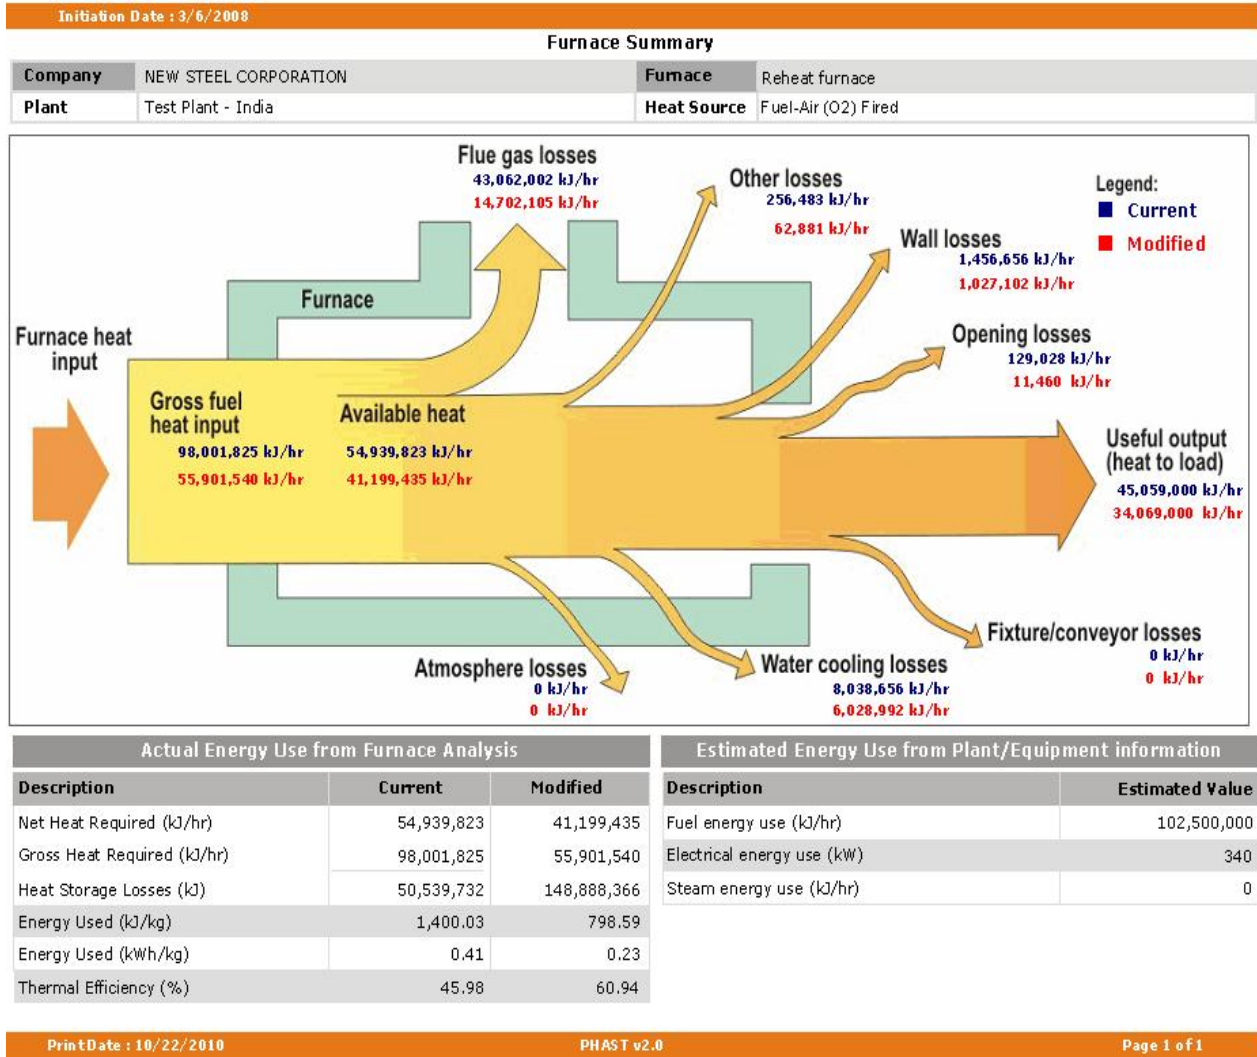 Initiation Date : 3/6/2008
Furnace Summary
Company NEW STEEL CORPORATION Furnace Reheat furnace
Plant Test Plant - India Heat Source Fuel-Air (O2) Fired
Flue gas losses
43,062,002 kJ/hr
14,702,105 kJ/hr
Other losses
256,483 kJ/hr
62,881 kJ/hr
Legend:
Current
Modified
Wall losses
1,456,656 kJ/hr
1,027,102 kJ/hr
Furnace
Furnace heat
input
Opening losses
129,028 kJ/hr
11,460 kJ/hr
Gross fuel
heat input
98,001,825 kJ/hr
55,901,540 kJ/hr
Available heat
54,939,823 kJ/hr
41,199,435 kJ/hr
Useful output
(heat to load)
45,059,000 kJ/hr
34,069,000 kJ/hr
Fixture/conveyor losses
0 kJ/hr
0 kJ/hr
Atmosphere losses
0 kJ/hr
0 kJ/hr
Water cooling losses
8,038,656 kJ/hr
6,028,992 kJ/hr
Actual Energy Use from Furnace Analysis
Description Current Modified
Net Heat Required (kJ/hr) 54,939,823 41,199,435
Gross Heat Required (kJ/hr) 98,001,825 55,901,540
Heat Storage Losses (kJ) 50,539,732 148,888,366
Energy Used (kJ/kg) 1,400.03 798.59
Energy Used (kWh/kg) 0.41 0.23
Thermal Efficiency (%) 45.98 60.94
Estimated Energy Use from Plant/Equipment information
Description Estimated Value
Fuel energy use (kJ/hr) 102,500,000
Electrical energy use (kW) 340
Steam energy use (kJ/hr) 0
Print Date : 10/22/2010 PHAST v2.0 Page 1 of 1